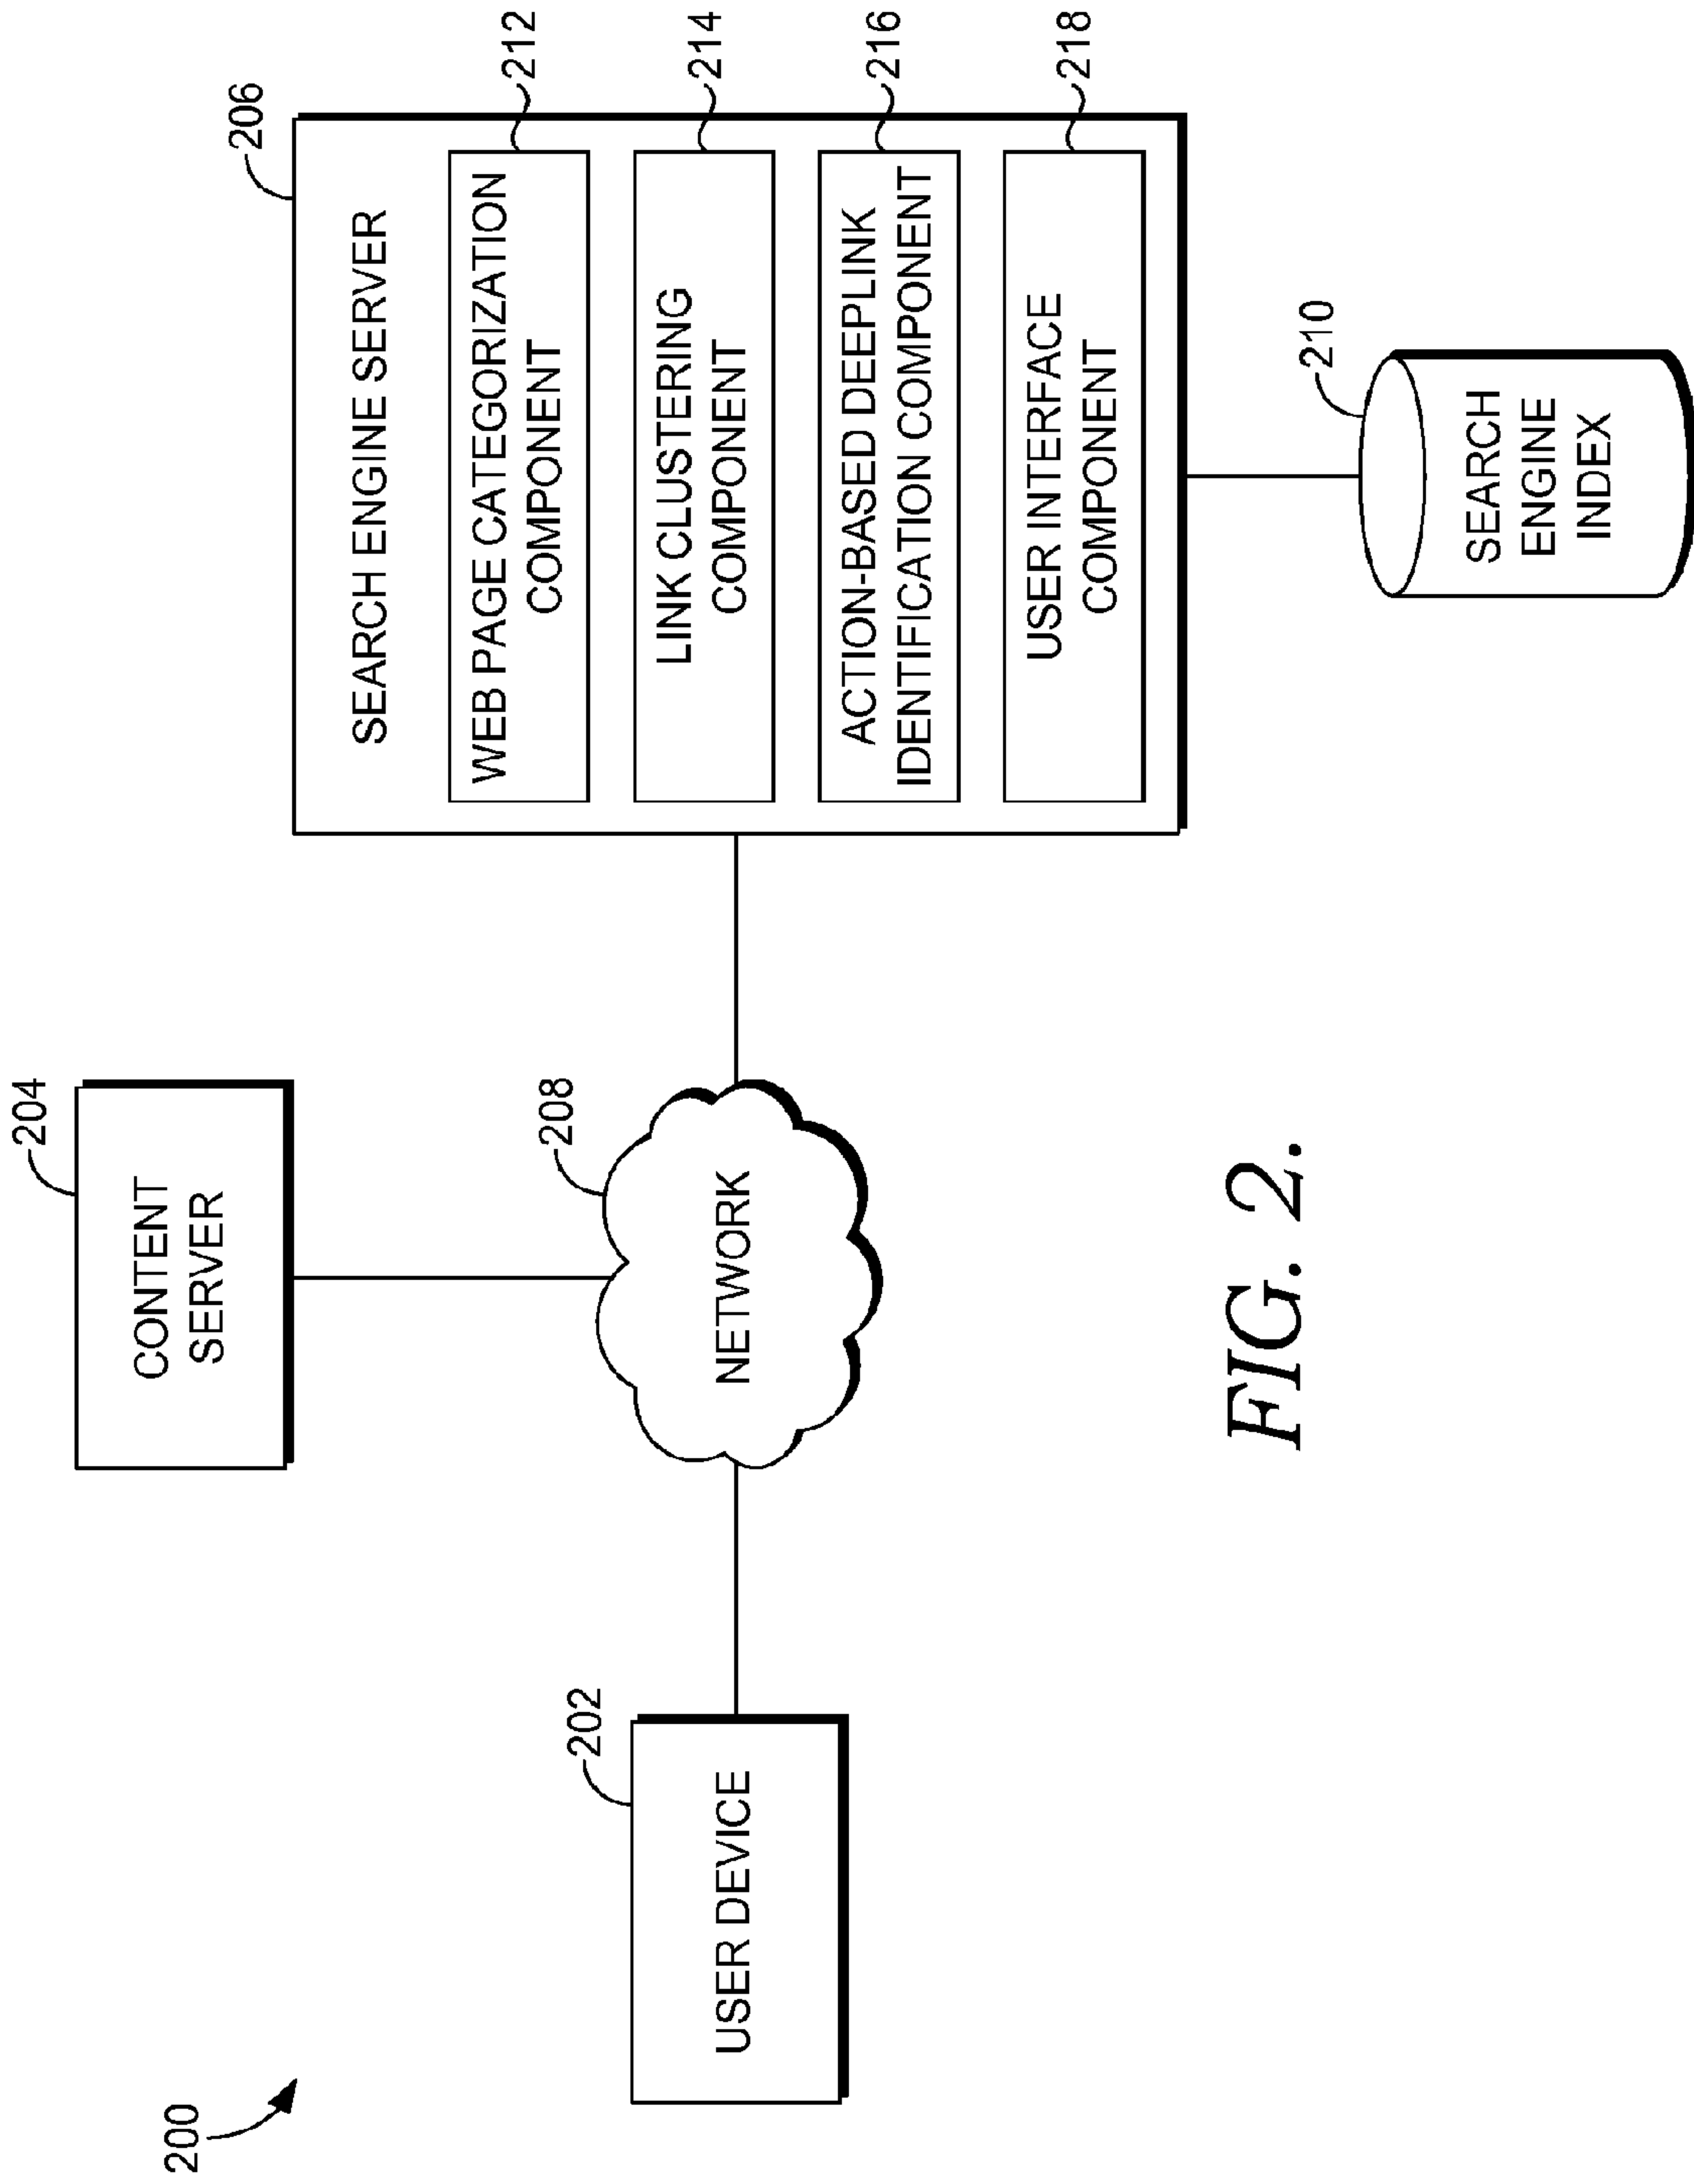 200
202
USER DEVICE
204
CONTENT
SERVER
208
NETWORK
206
SEARCH ENGINE SERVER
WEB PAGE CATEGORIZATION
COMPONENT
212
LINK CLUSTERING
COMPONENT
214
ACTION-BASED DEEPLINK
IDENTIFICATION COMPONENT
216
USER INTERFACE
COMPONENT
218
210
SEARCH
ENGINE
INDEX
FIG. 2.